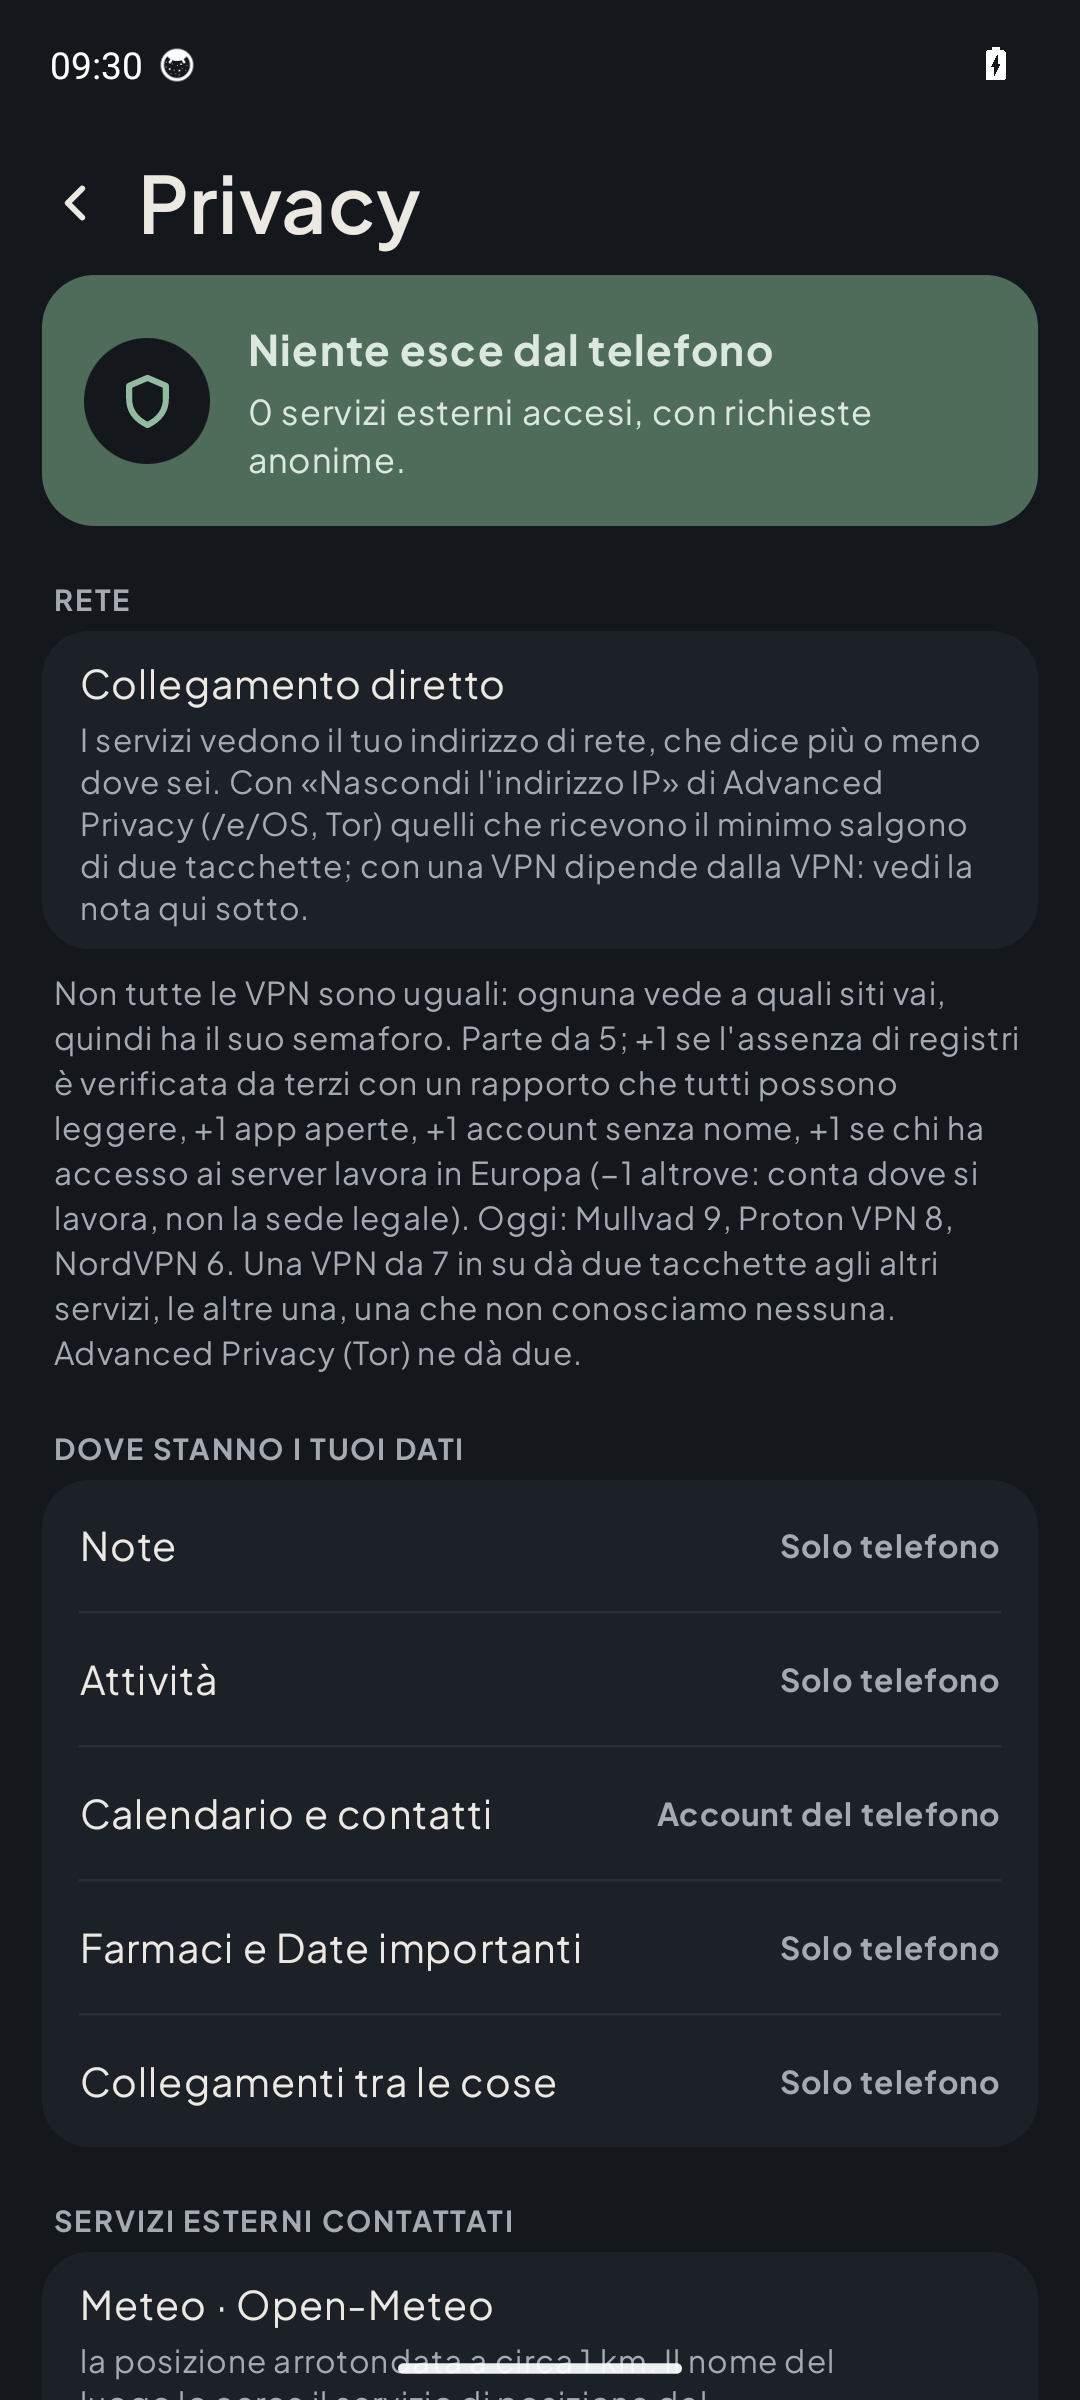 09:30
Privacy
Niente esce dal telefono
0 servizi esterni accesi, con richieste
anonime.
RETE
Collegamento diretto
I servizi vedono il tuo indirizzo di rete, che dice più o meno
dove sei. Con «Nascondi l'indirizzo IP» di Advanced
Privacy (/e/OS, Tor) quelli che ricevono il minimo salgono
di due tacchette; con una VPN dipende dalla VPN: vedi la
nota qui sotto.
Non tutte le VPN sono uguali: ognuna vede a quali siti vai,
quindi ha il suo semaforo. Parte da 5; +1 se l'assenza di registri
è verificata da terzi con un rapporto che tutti possono
leggere, +1 app aperte, +1 account senza nome, +1 se chi ha
accesso ai server lavora in Europa (−1 altrove: conta dove si
lavora, non la sede legale). Oggi: Mullvad 9, Proton VPN 8,
NordVPN 6. Una VPN da 7 in su dà due tacchette agli altri
servizi, le altre una, una che non conosciamo nessuna.
Advanced Privacy (Tor) ne dà due.
DOVE STANNO I TUOI DATI
Note Solo telefono
Attività Solo telefono
Calendario e contatti Account del telefono
Farmaci e Date importanti Solo telefono
Collegamenti tra le cose Solo telefono
SERVIZI ESTERNI CONTATTATI
Meteo · Open-Meteo
la posizione arrotondata a circa 1 km. Il nome del
luogo lo cerca il servizio di posizione del